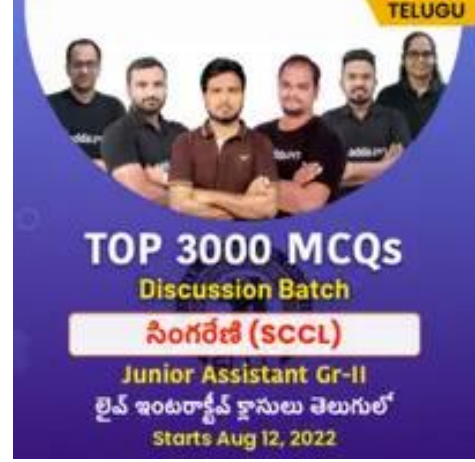 TELUGU
TOP 3000 MCQs
Discussion Batch
సింగరేణి (SCCL)
Junior Assistant Gr-II
లైవ్ ఇంటరాక్టీవ్ క్లాసులు తెలుగులో
Starts Aug 12, 2022